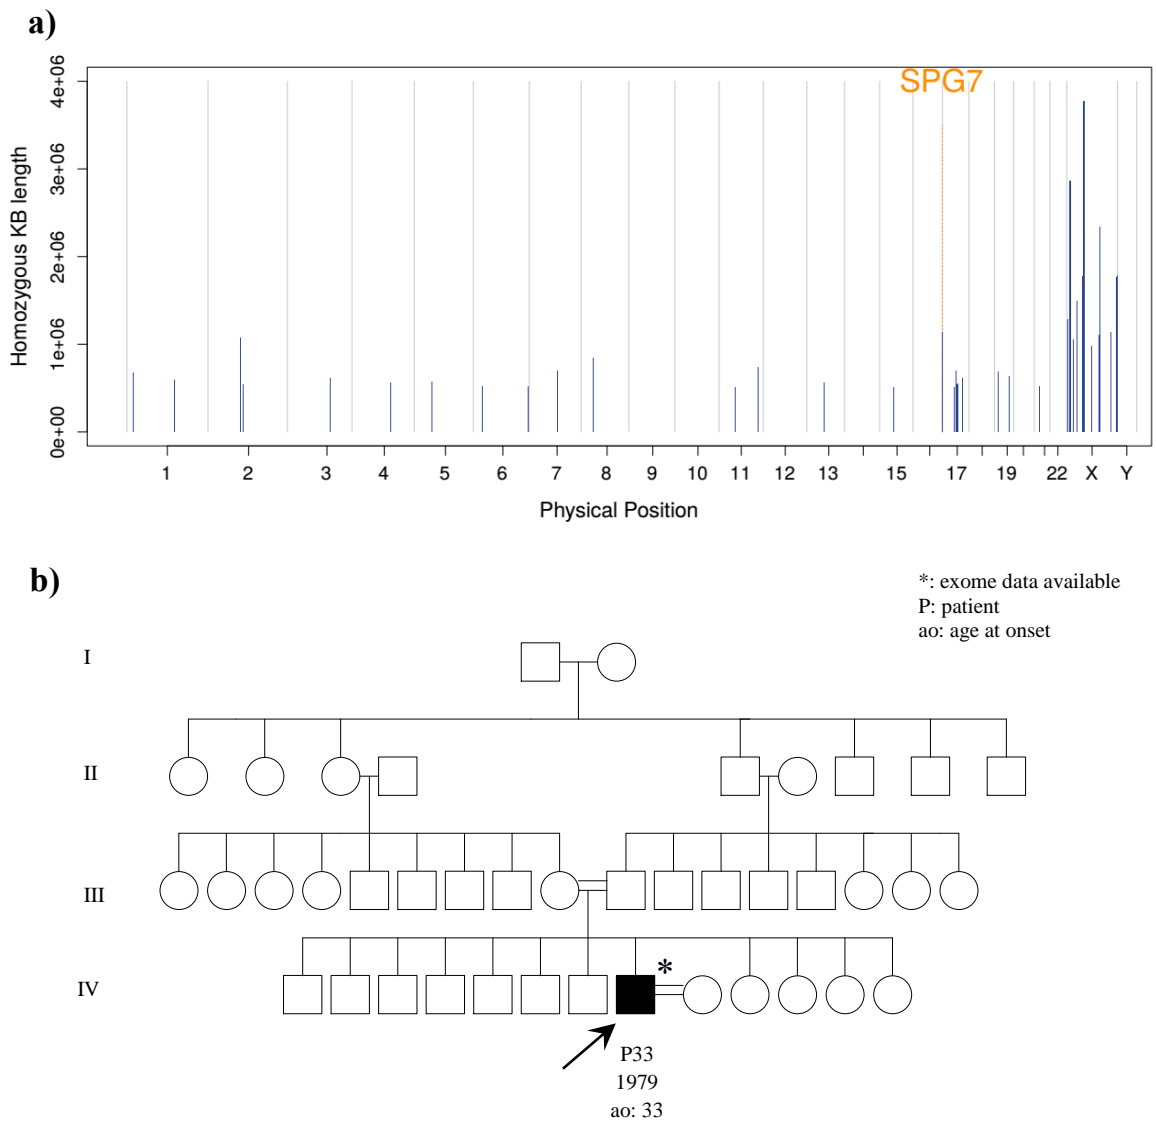 a)
SPG7
Homozygous KB length
4e+06
3e+06
2e+06
1e+06
0e+00
1 2 3 4 5 6 7 8 9 10 11 12 13 15 17 19 22 X Y
Physical Position
b)
*: exome data available
P: patient
ao: age at onset
I
II
III
IV
*
P33
1979
ao: 33